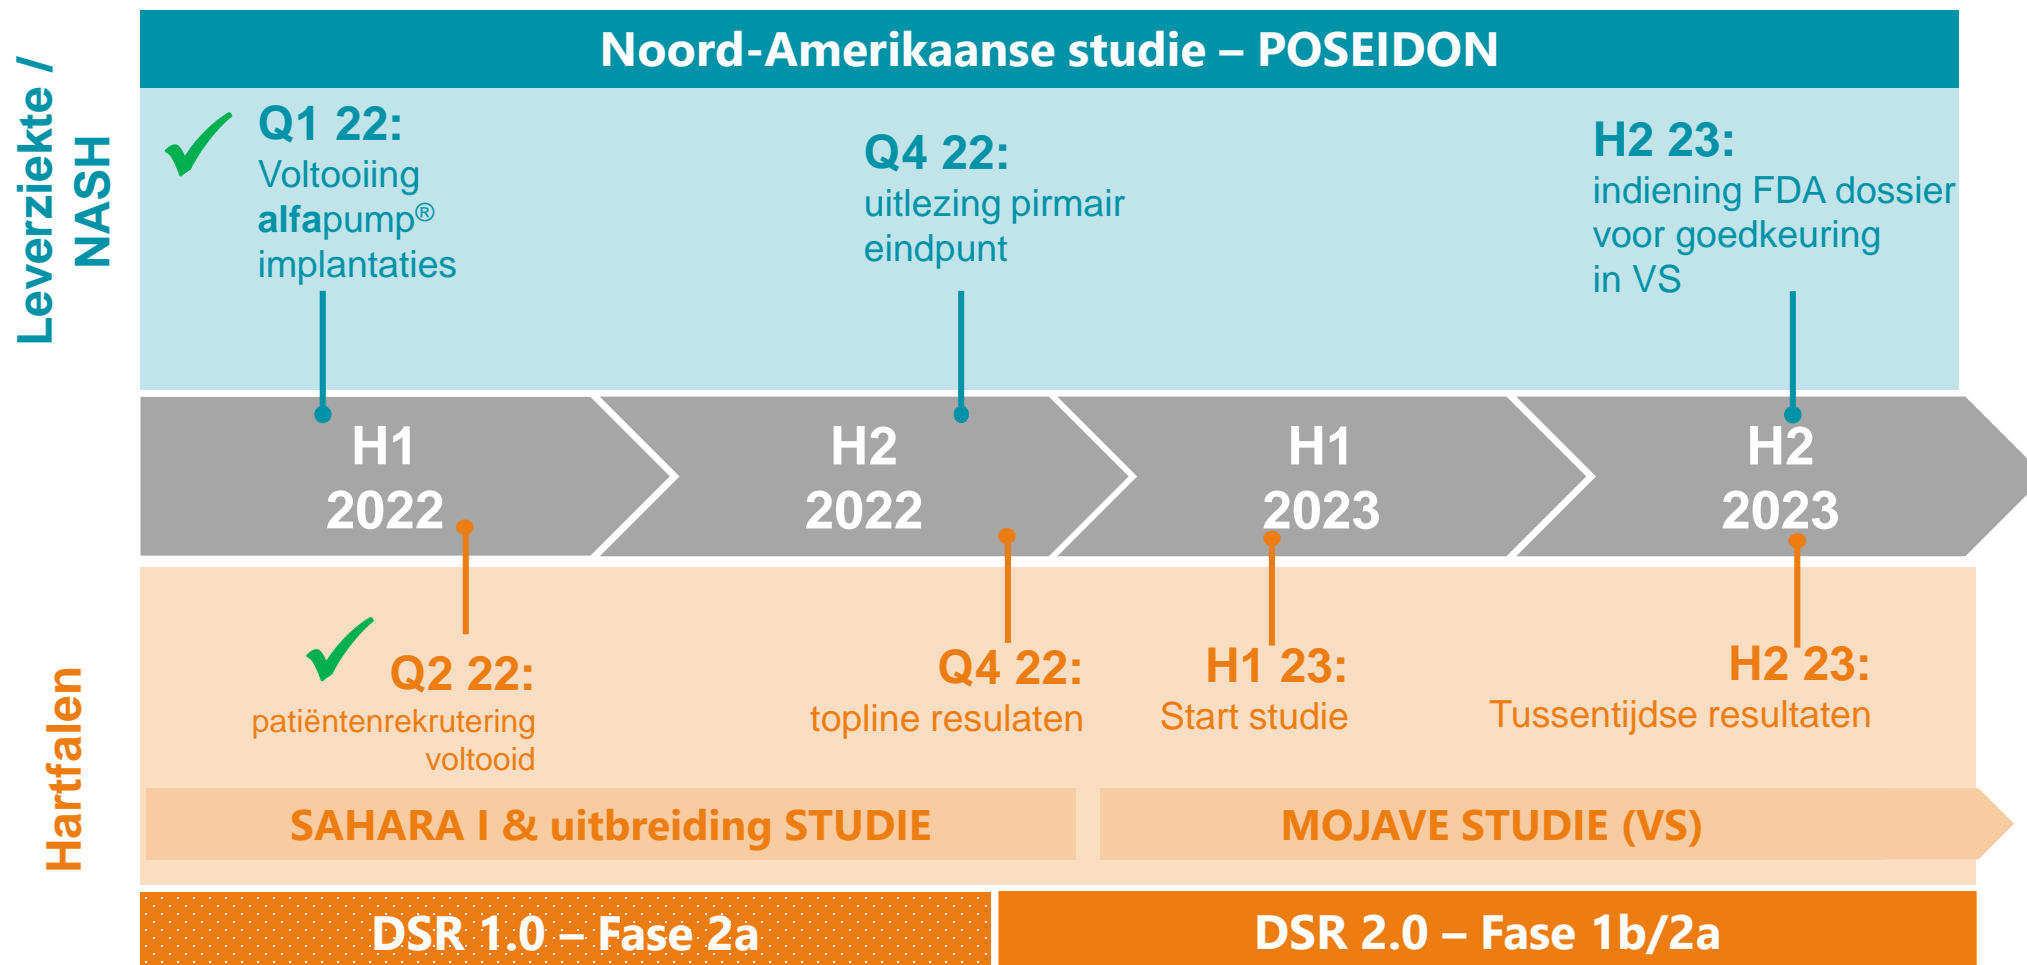 Noord-Amerikaanse studie – POSEIDON
Leverziekte /
NASH
Q1 22:
Voltooiing
alfapump®
implantaties
Q4 22:
uitlezing pirmair
eindpunt
H2 23:
indiening FDA dossier
voor goedkeuring
in VS
H1
2022
H2
2022
H1
2023
H2
2023
Hartfalen
Q2 22:
patiëntenrekrutering
voltooid
Q4 22:
topline resulaten
H1 23:
Start studie
H2 23:
Tussentijdse resultaten
SAHARA I & uitbreiding STUDIE
MOJAVE STUDIE (VS)
DSR 1.0 – Fase 2a
DSR 2.0 – Fase 1b/2a